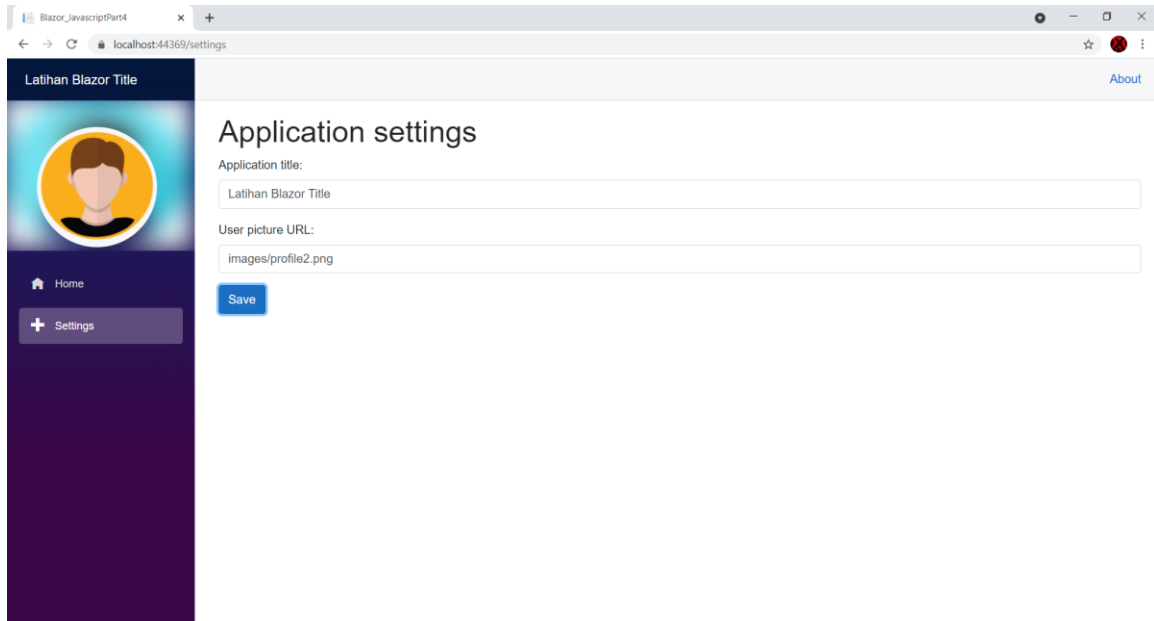 Blazor_JavascriptPart4
localhost:44369/settings
Latihan Blazor Title
About
Home
Settings
Application settings
Application title:
Latihan Blazor Title
User picture URL:
images/profile2.png
Save